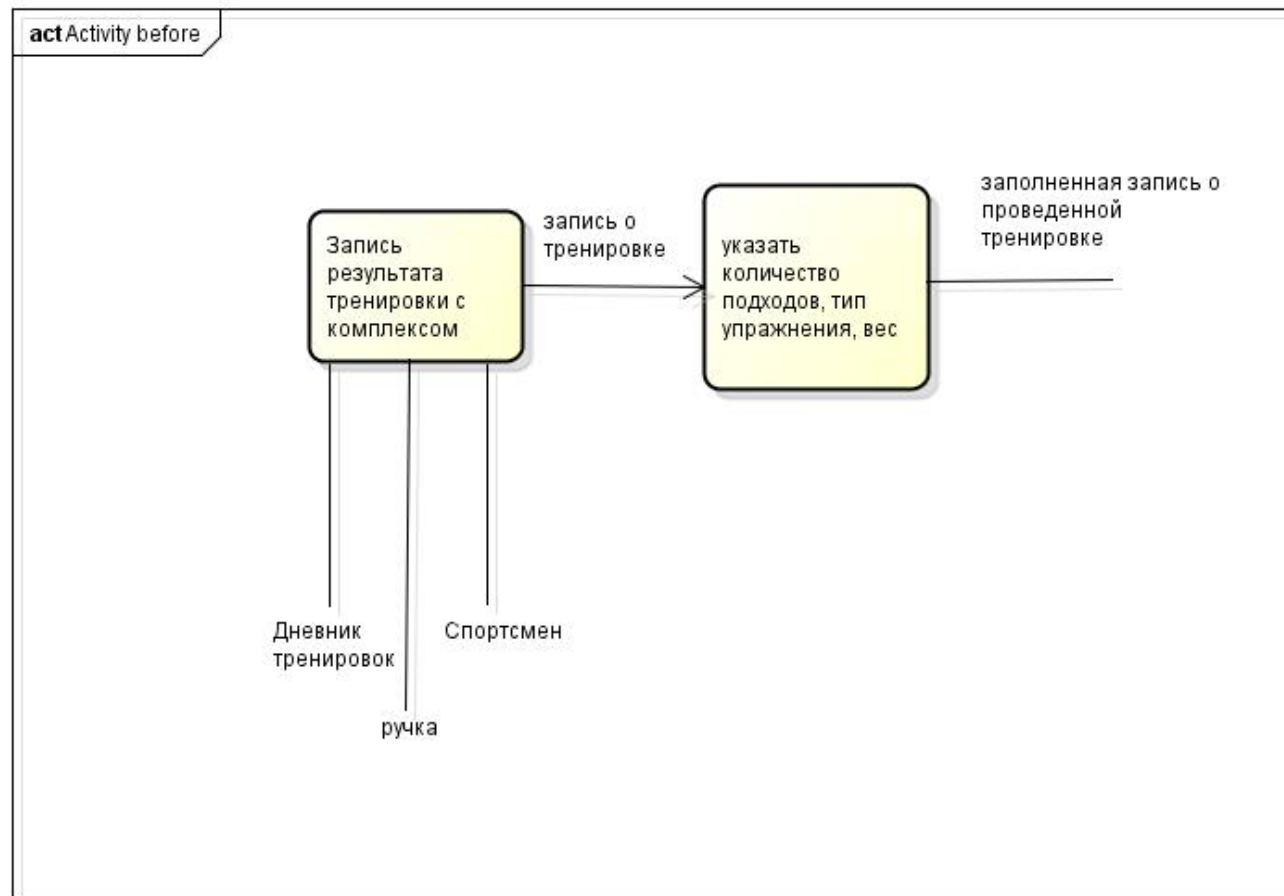 act Activity before
Запись
результата
тренировки с
комплексом
запись о
тренировке
указать
количество
подходов, тип
упражнения, вес
заполненная запись о
проведенной
тренировке
Дневник
тренировок
Спортсмен
ручка